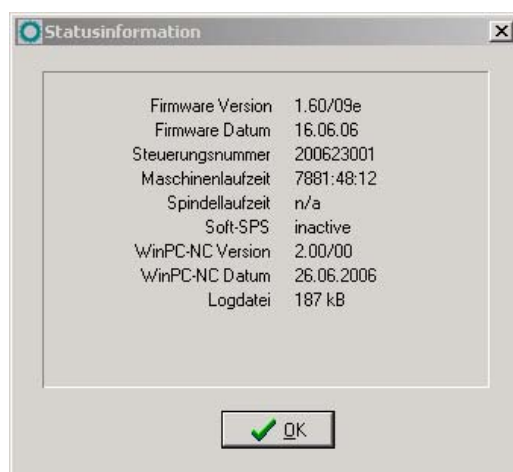 Statusinformation
Firmware Version 1.60/09e
Firmware Datum 16.06.06
Steuerungsnummer 200623001
Maschinenlaufzeit 7881:48:12
Spindellaufzeit n/a
Soft-SPS inactive
WinPC-NC Version 2.00/00
WinPC-NC Datum 26.06.2006
Logdatei 187 kB
OK